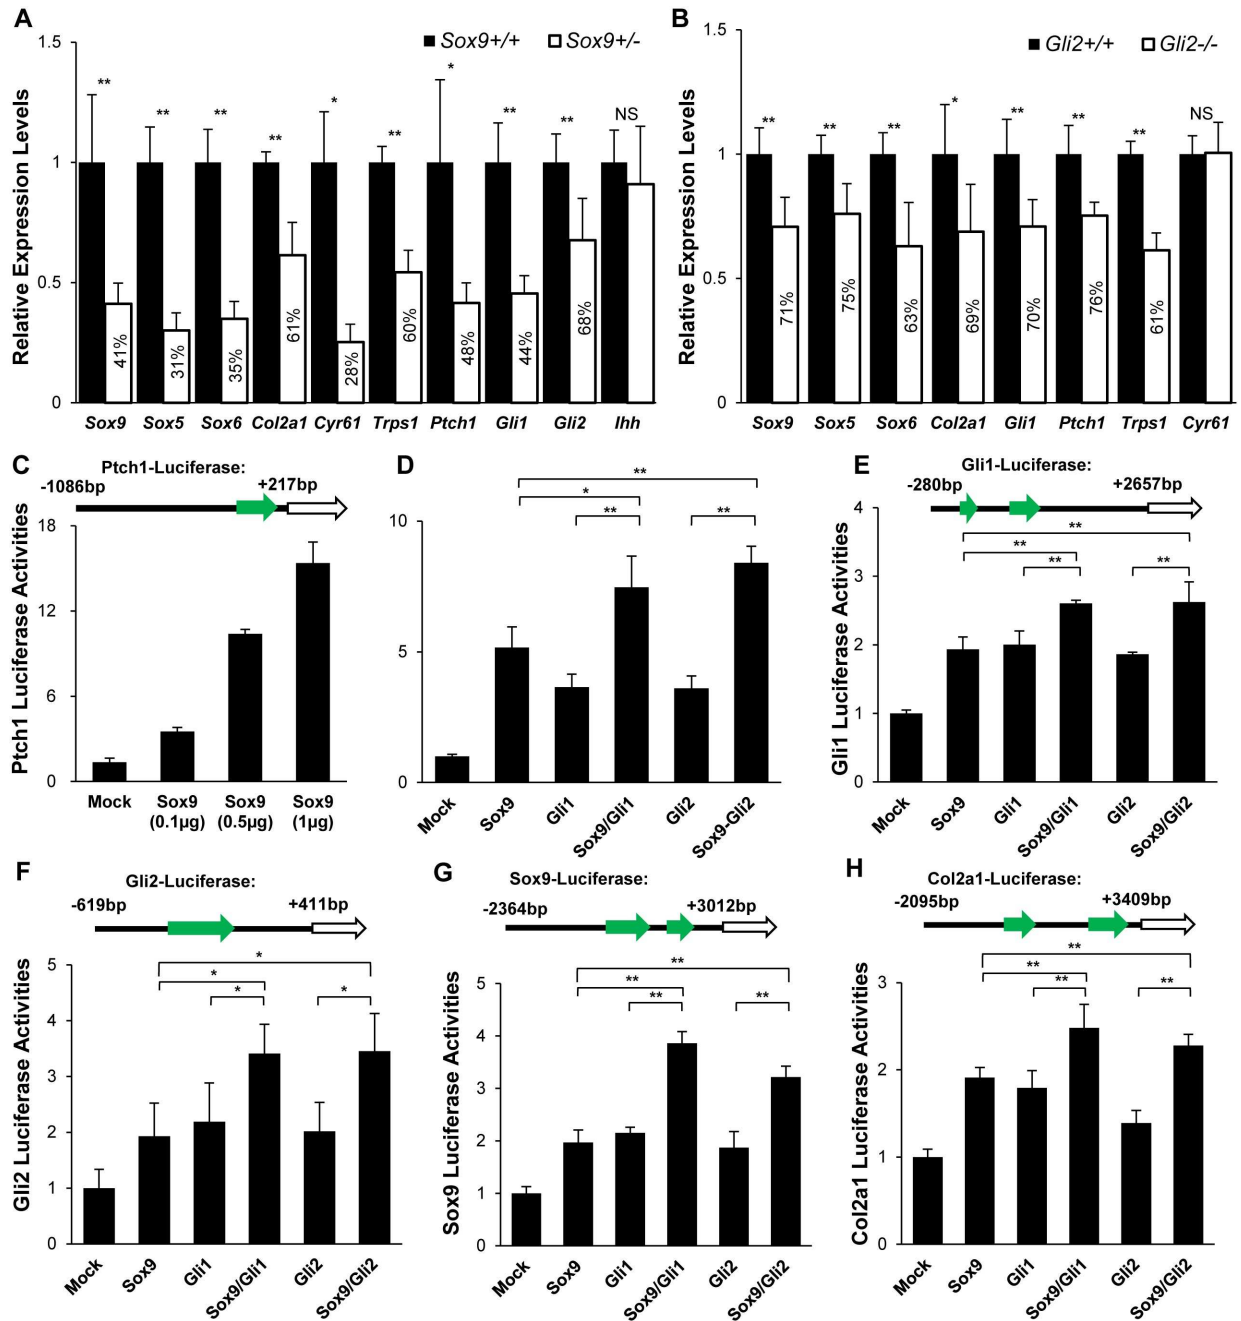 A
Sox9+/+ Sox9+/-
Relative Expression Levels
1.5
1
0.5
0
** ** ** ** * ** * ** ** NS
41% 31% 35% 61% 28% 60% 48% 44% 68%
Sox9 Sox5 Sox6 Col2a1 Cyr61 Trps1 Ptch1 Gli1 Gli2 Ihh
B
Gli2+/+ Gli2-/-
Relative Expression Levels
1.5
1
0.5
0
** ** ** * ** ** ** NS
71% 75% 63% 69% 70% 76% 61%
Sox9 Sox5 Sox6 Col2a1 Gli1 Ptch1 Trps1 Cyr61
C
Ptch1-Luciferase:
-1086bp +217bp
Ptch1 Luciferase Activities
18
12
6
0
Mock Sox9 Sox9 Sox9
(0.1μg) (0.5μg) (1μg)
D
**
*
** **
10
5
0
Mock Sox9 Gli1 Sox9/Gli1 Gli2 Sox9-Gli2
E
Gli1-Luciferase:
-280bp +2657bp
Gli1 Luciferase Activities
**
**
** **
4
3
2
1
0
Mock Sox9 Gli1 Sox9/Gli1 Gli2 Sox9/Gli2
F
Gli2-Luciferase:
-619bp +411bp
Gli2 Luciferase Activities
*
*
* *
5
4
3
2
1
0
Mock Sox9 Gli1 Sox9/Gli1 Gli2 Sox9/Gli2
G
Sox9-Luciferase:
-2364bp +3012bp
Sox9 Luciferase Activities
**
**
** **
5
4
3
2
1
0
Mock Sox9 Gli1 Sox9/Gli1 Gli2 Sox9/Gli2
H
Col2a1-Luciferase:
-2095bp +3409bp
Col2a1 Luciferase Activities
**
**
** **
3
2
1
0
Mock Sox9 Gli1 Sox9/Gli1 Gli2 Sox9/Gli2